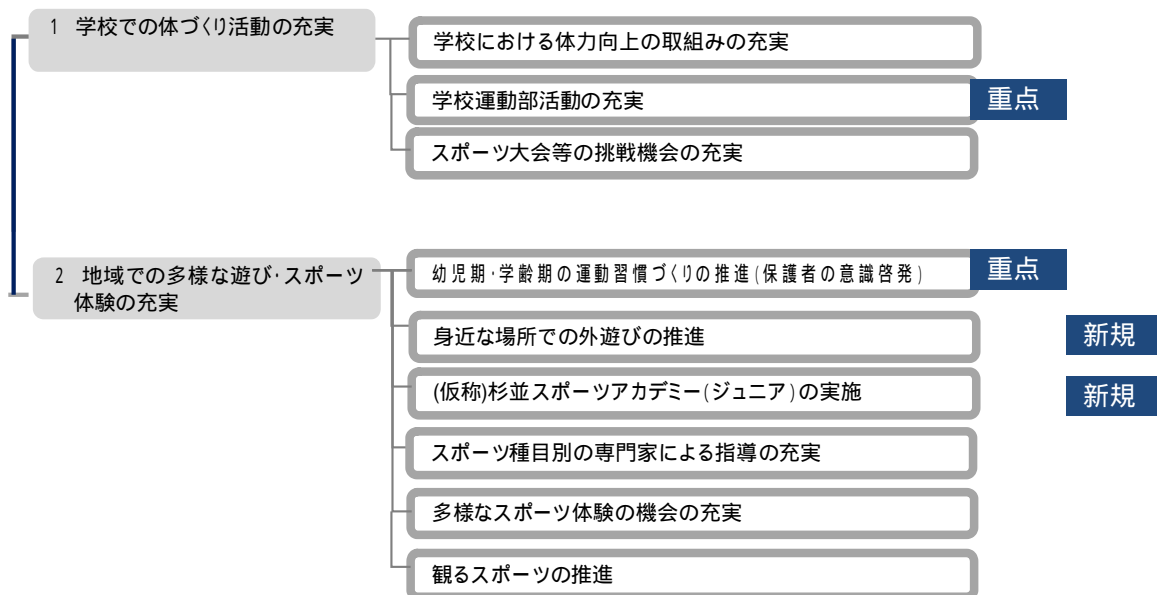 1 学校での体づくり活動の充実
学校における体力向上の取組みの充実
学校運動部活動の充実
重点
スポーツ大会等の挑戦機会の充実
2 地域での多様な遊び・スポーツ
体験の充実
幼児期・学齢期の運動習慣づくりの推進(保護者の意識啓発)
重点
身近な場所での外遊びの推進
新規
(仮称)杉並スポーツアカデミー(ジュニア)の実施
新規
スポーツ種目別の専門家による指導の充実
多様なスポーツ体験の機会の充実
観るスポーツの推進